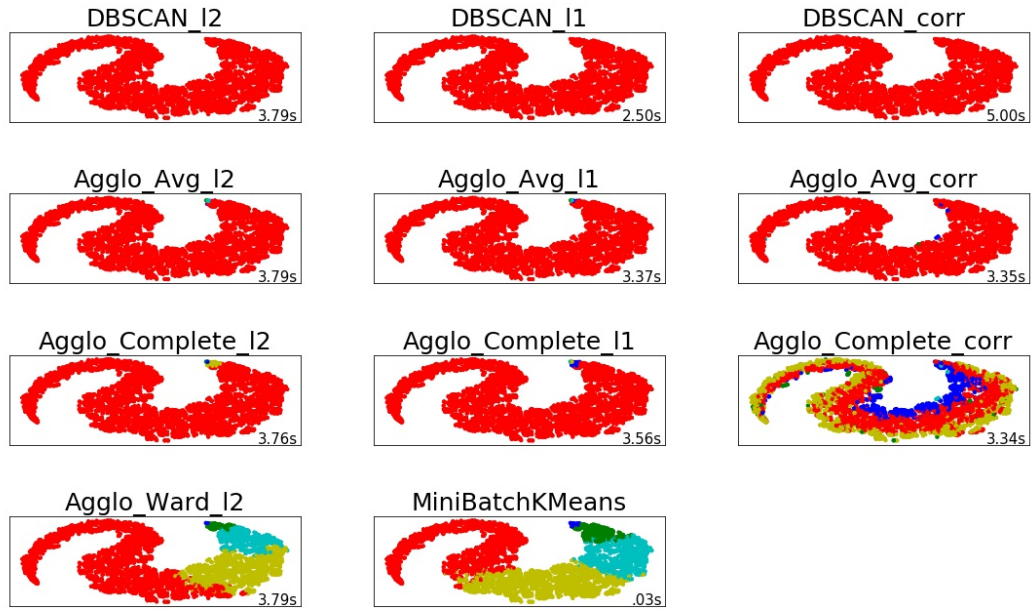 DBSCAN_l2 DBSCAN_l1 DBSCAN_corr
3.79s 2.50s 5.00s
Agglo_Avg_l2 Agglo_Avg_l1 Agglo_Avg_corr
3.79s 3.37s 3.35s
Agglo_Complete_l2 Agglo_Complete_l1 Agglo_Complete_corr
3.76s 3.56s 3.34s
Agglo_Ward_l2 MiniBatchKMeans
3.79s .03s